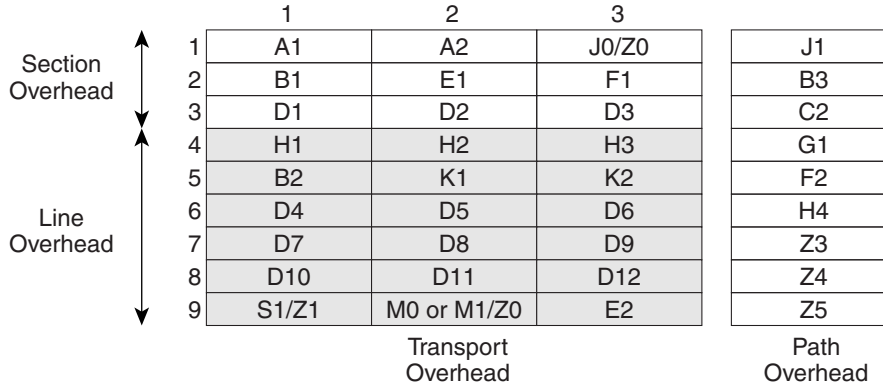 1 2 3
Section
Overhead
1 A1 A2 J0/Z0 J1
2 B1 E1 F1 B3
3 D1 D2 D3 C2
Line
Overhead
4 H1 H2 H3 G1
5 B2 K1 K2 F2
6 D4 D5 D6 H4
7 D7 D8 D9 Z3
8 D10 D11 D12 Z4
9 S1/Z1 M0 or M1/Z0 E2 Z5
Transport
Overhead
Path
Overhead